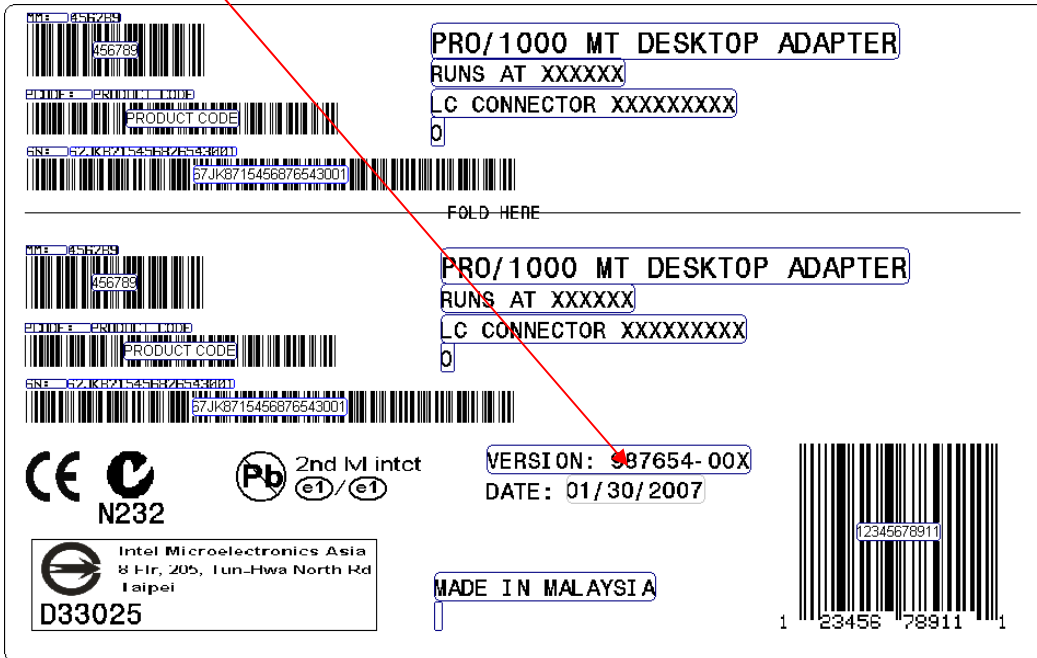 MM: 456789
456789
PRO/1000 MT DESKTOP ADAPTER
RUNS AT XXXXXX
PCODE: PRODUCT CODE
LC CONNECTOR XXXXXXXXX
PRODUCT CODE
0
SN: 67JK8715456876543001
67JK8715456876543001
FOLD HERE
MM: 456789
456789
PRO/1000 MT DESKTOP ADAPTER
RUNS AT XXXXXX
PCODE: PRODUCT CODE
LC CONNECTOR XXXXXXXXX
PRODUCT CODE
0
SN: 67JK8715456876543001
67JK8715456876543001
CE
N232
Pb
2nd lvl intct
e1/e1
VERSION: 987654-00X
DATE: 01/30/2007
12345678911
Intel Microelectronics Asia
8 Flr, 205, Tun-Hwa North Rd
Taipei
D33025
MADE IN MALAYSIA
1 23456 78911 1